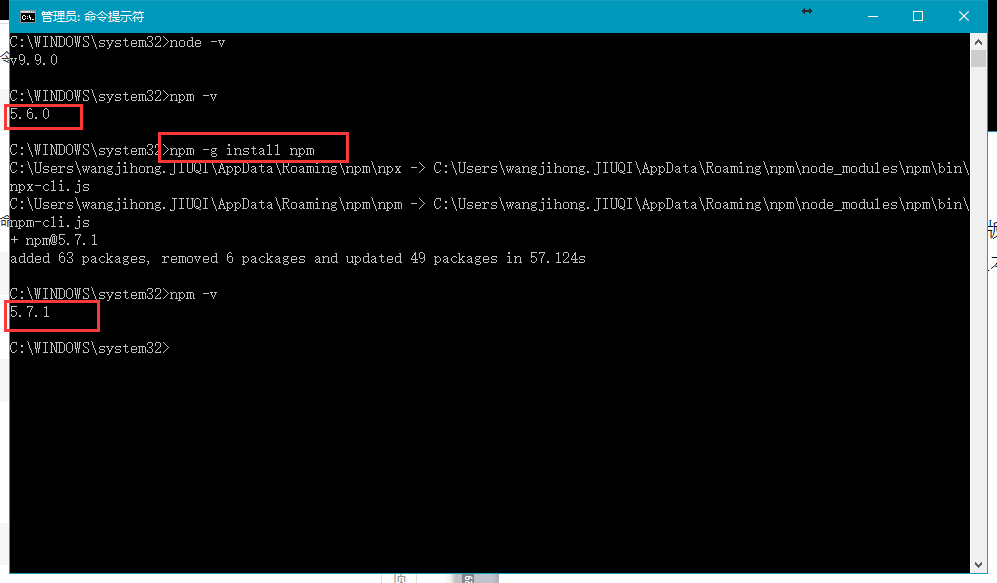 管理员: 命令提示符
C:\WINDOWS\system32>node -v
v9.9.0
C:\WINDOWS\system32>npm -v
5.6.0
C:\WINDOWS\system32>npm -g install npm
C:\Users\wangjihong.JIUQI\AppData\Roaming\npm\npx -> C:\Users\wangjihong.JIUQI\AppData\Roaming\npm\node_modules\npm\bin\
npx-cli.js
C:\Users\wangjihong.JIUQI\AppData\Roaming\npm\npm -> C:\Users\wangjihong.JIUQI\AppData\Roaming\npm\node_modules\npm\bin\
npm-cli.js
+ npm@5.7.1
added 63 packages, removed 6 packages and updated 49 packages in 57.124s
C:\WINDOWS\system32>npm -v
5.7.1
C:\WINDOWS\system32>